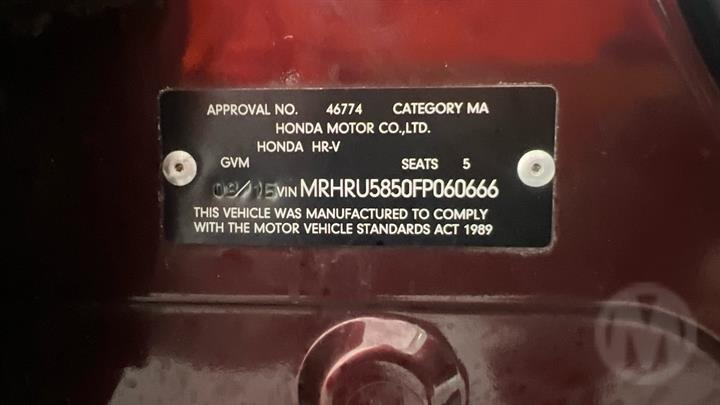 APPROVAL NO. 46774 CATEGORY MA
HONDA MOTOR CO.,LTD.
HONDA HR-V
GVM SEATS 5
03/15 VIN MRHRU5850FP060666
THIS VEHICLE WAS MANUFACTURED TO COMPLY
WITH THE MOTOR VEHICLE STANDARDS ACT 1989
M